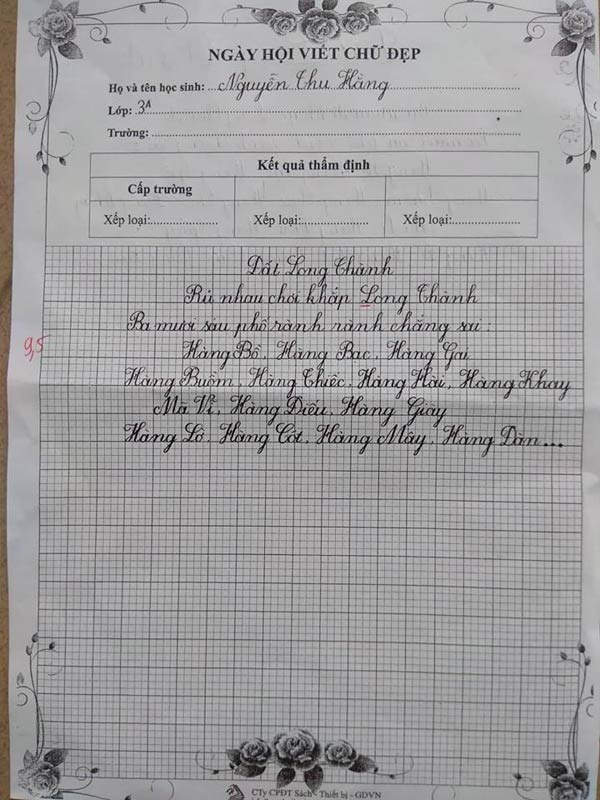 NGÀY HỘI VIẾT CHỮ ĐẸP
Họ và tên học sinh: Nguyễn Thu Hằng
Lớp: 3A
Trường:
Kết quả thẩm định
Cấp trường
Xếp loại: Xếp loại: Xếp loại:
Đất Long Thành
Rủ nhau chơi khắp Long Thành
9,5
Ba mươi sáu phố rành rành chẳng sai :
Hàng Bồ, Hàng Bạc, Hàng Gai
Hàng Buồm, Hàng Thiếc, Hàng Hài, Hàng Khay
Mã Vĩ, Hàng Điếu, Hàng Giày
Hàng Lờ, Hàng Cót, Hàng Mây, Hàng Đàn...
CTy CPĐT Sách - Thiết bị - GDVN